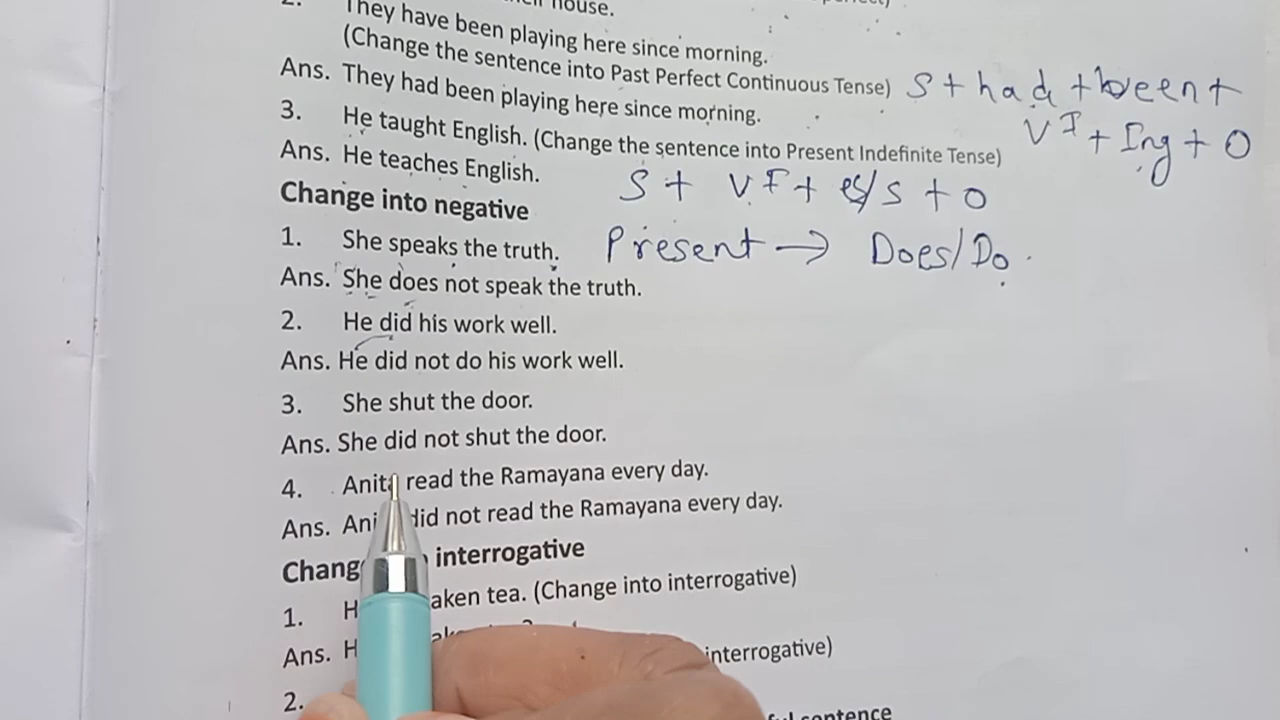 house.
2. They have been playing here since morning.
(Change the sentence into Past Perfect Continuous Tense) S + had + been +
Ans. They had been playing here since morning. V I + Ing + O
3. He taught English. (Change the sentence into Present Indefinite Tense)
Ans. He teaches English. S + V I + es/s + O
Change into negative
1. She speaks the truth. Present → Does/Do.
Ans. She does not speak the truth.
2. He did his work well.
Ans. He did not do his work well.
3. She shut the door.
Ans. She did not shut the door.
4. Anita read the Ramayana every day.
Ans. Ani did not read the Ramayana every day.
Chang interrogative
1. H aken tea. (Change into interrogative)
Ans. H
interrogative)
2.
sentence